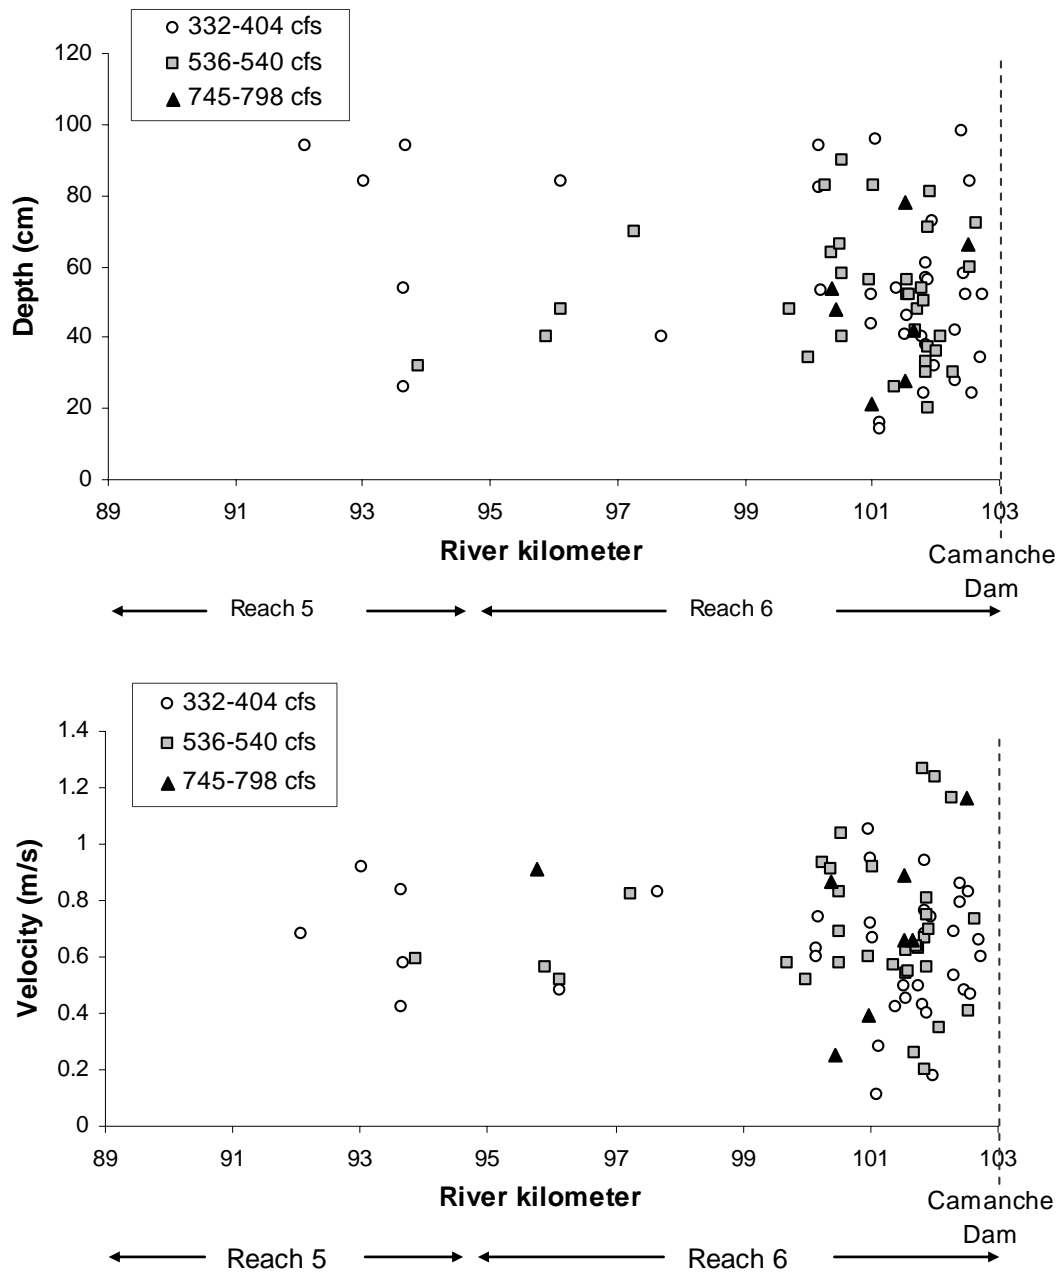 332-404 cfs
536-540 cfs
745-798 cfs
120
100
80
60
40
20
0
Depth (cm)
89 91 93 95 97 99 101 103
River kilometer
Camanche
Dam
Reach 5 Reach 6
332-404 cfs
536-540 cfs
745-798 cfs
1.4
1.2
1
0.8
0.6
0.4
0.2
0
Velocity (m/s)
89 91 93 95 97 99 101 103
River kilometer
Camanche
Dam
Reach 5 Reach 6